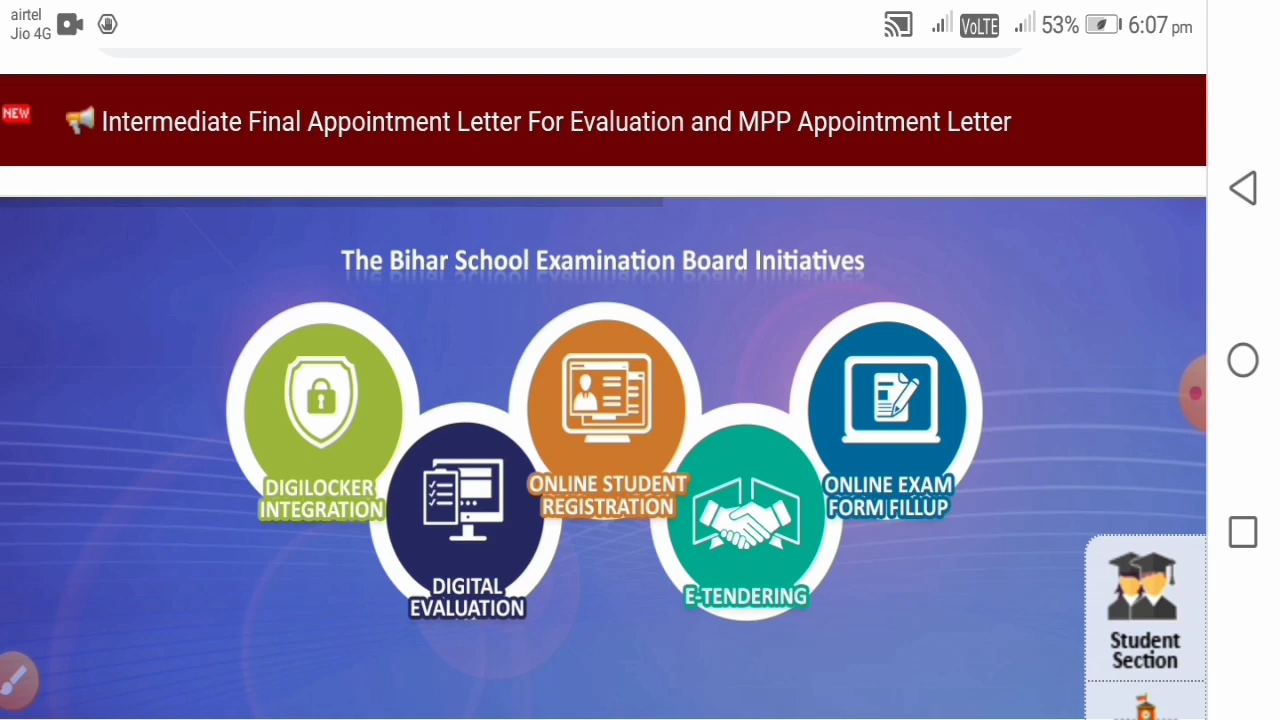 airtel
Jio 4G
VoLTE
53%
6:07 pm
NEW
Intermediate Final Appointment Letter For Evaluation and MPP Appointment Letter
The Bihar School Examination Board Initiatives
DIGILOCKER
INTEGRATION
DIGITAL
EVALUATION
ONLINE STUDENT
REGISTRATION
E-TENDERING
ONLINE EXAM
FORM FILLUP
Student
Section